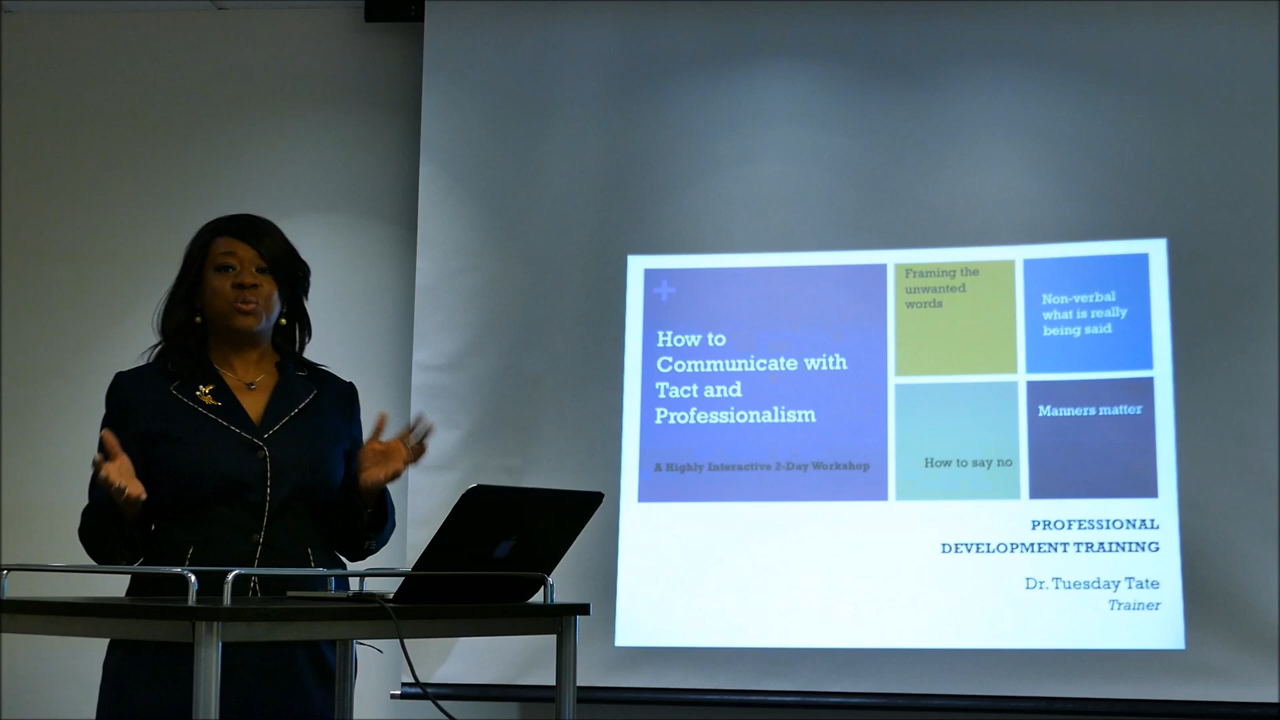 +
How to
Communicate with
Tact and
Professionalism
A Highly Interactive 2-Day Workshop
Framing the
unwanted
words
Non-verbal
what is really
being said
How to say no
Manners matter
PROFESSIONAL
DEVELOPMENT TRAINING
Dr. Tuesday Tate
Trainer